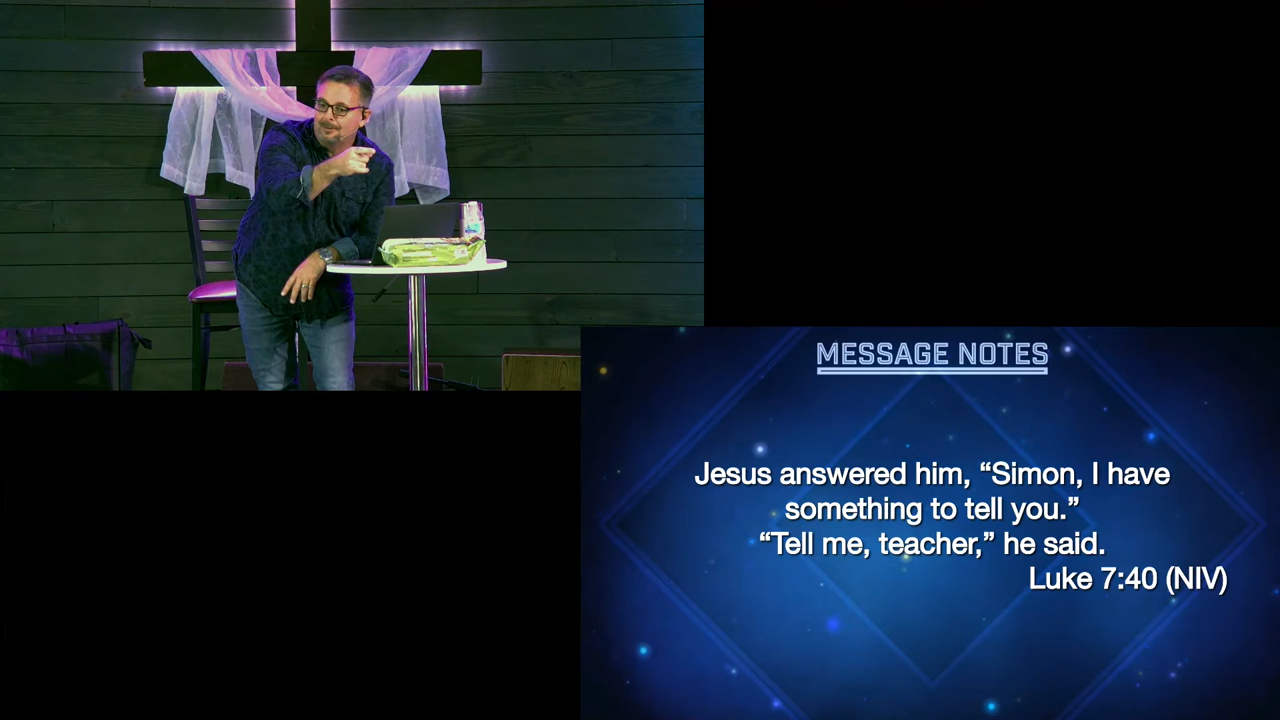 MESSAGE NOTES
Jesus answered him, “Simon, I have
something to tell you.”
“Tell me, teacher,” he said.
Luke 7:40 (NIV)